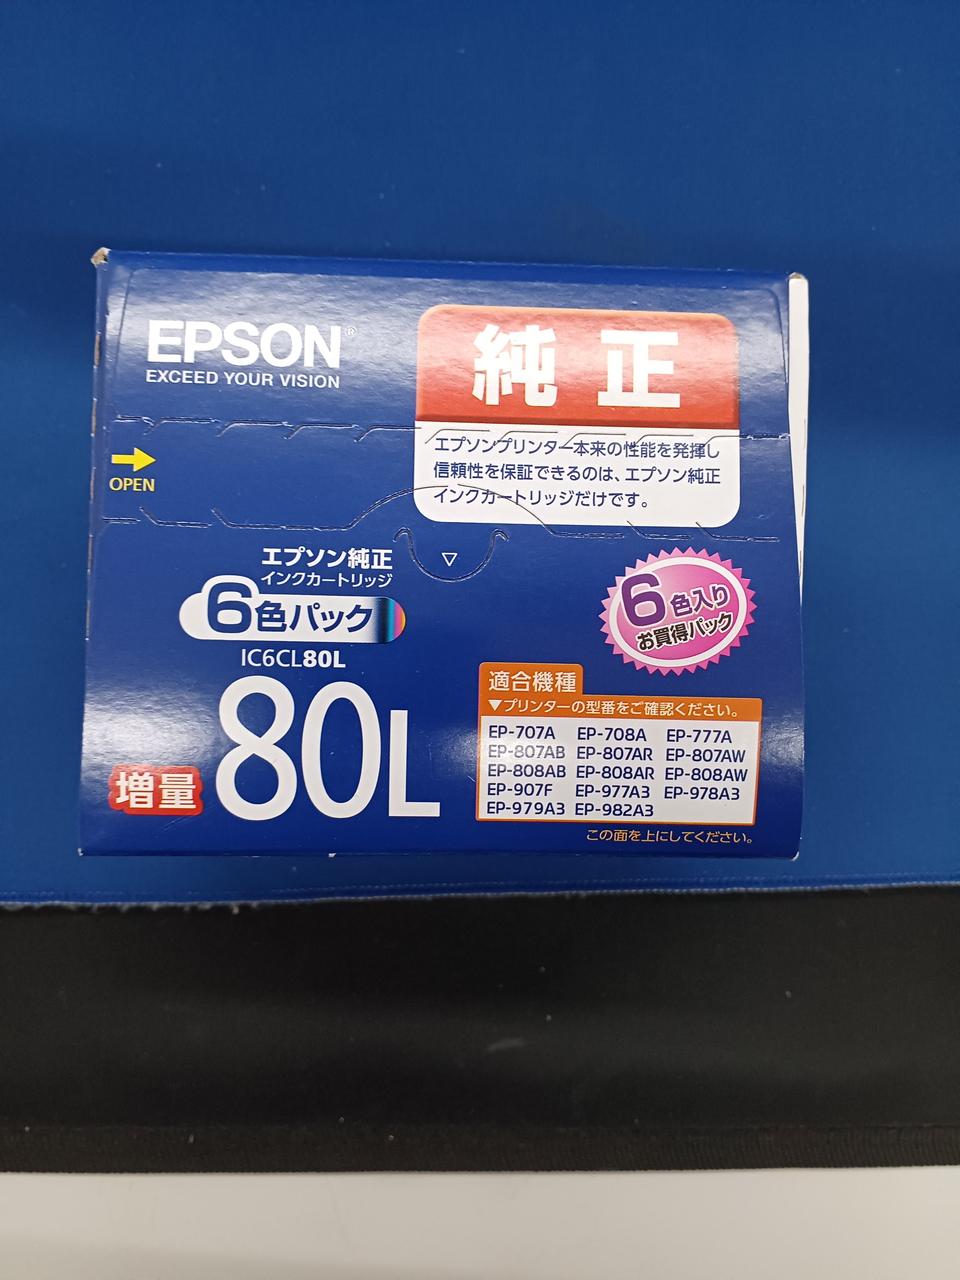 EPSON®
EXCEED YOUR VISION
純正
エプソンプリンター本来の性能を発揮し
信頼性を保証できるのは、エプソン純正
インクカートリッジだけです。
OPEN
エプソン純正
インクカートリッジ
6色パック
IC6CL80L
増量
80L
6色入り
お買得パック
適合機種
▼プリンターの型番をご確認ください。
EP-707A EP-708A EP-777A
EP-807AB EP-807AR EP-807AW
EP-808AB EP-808AR EP-808AW
EP-907F EP-977A3 EP-978A3
EP-979A3 EP-982A3
この面を上にしてください。